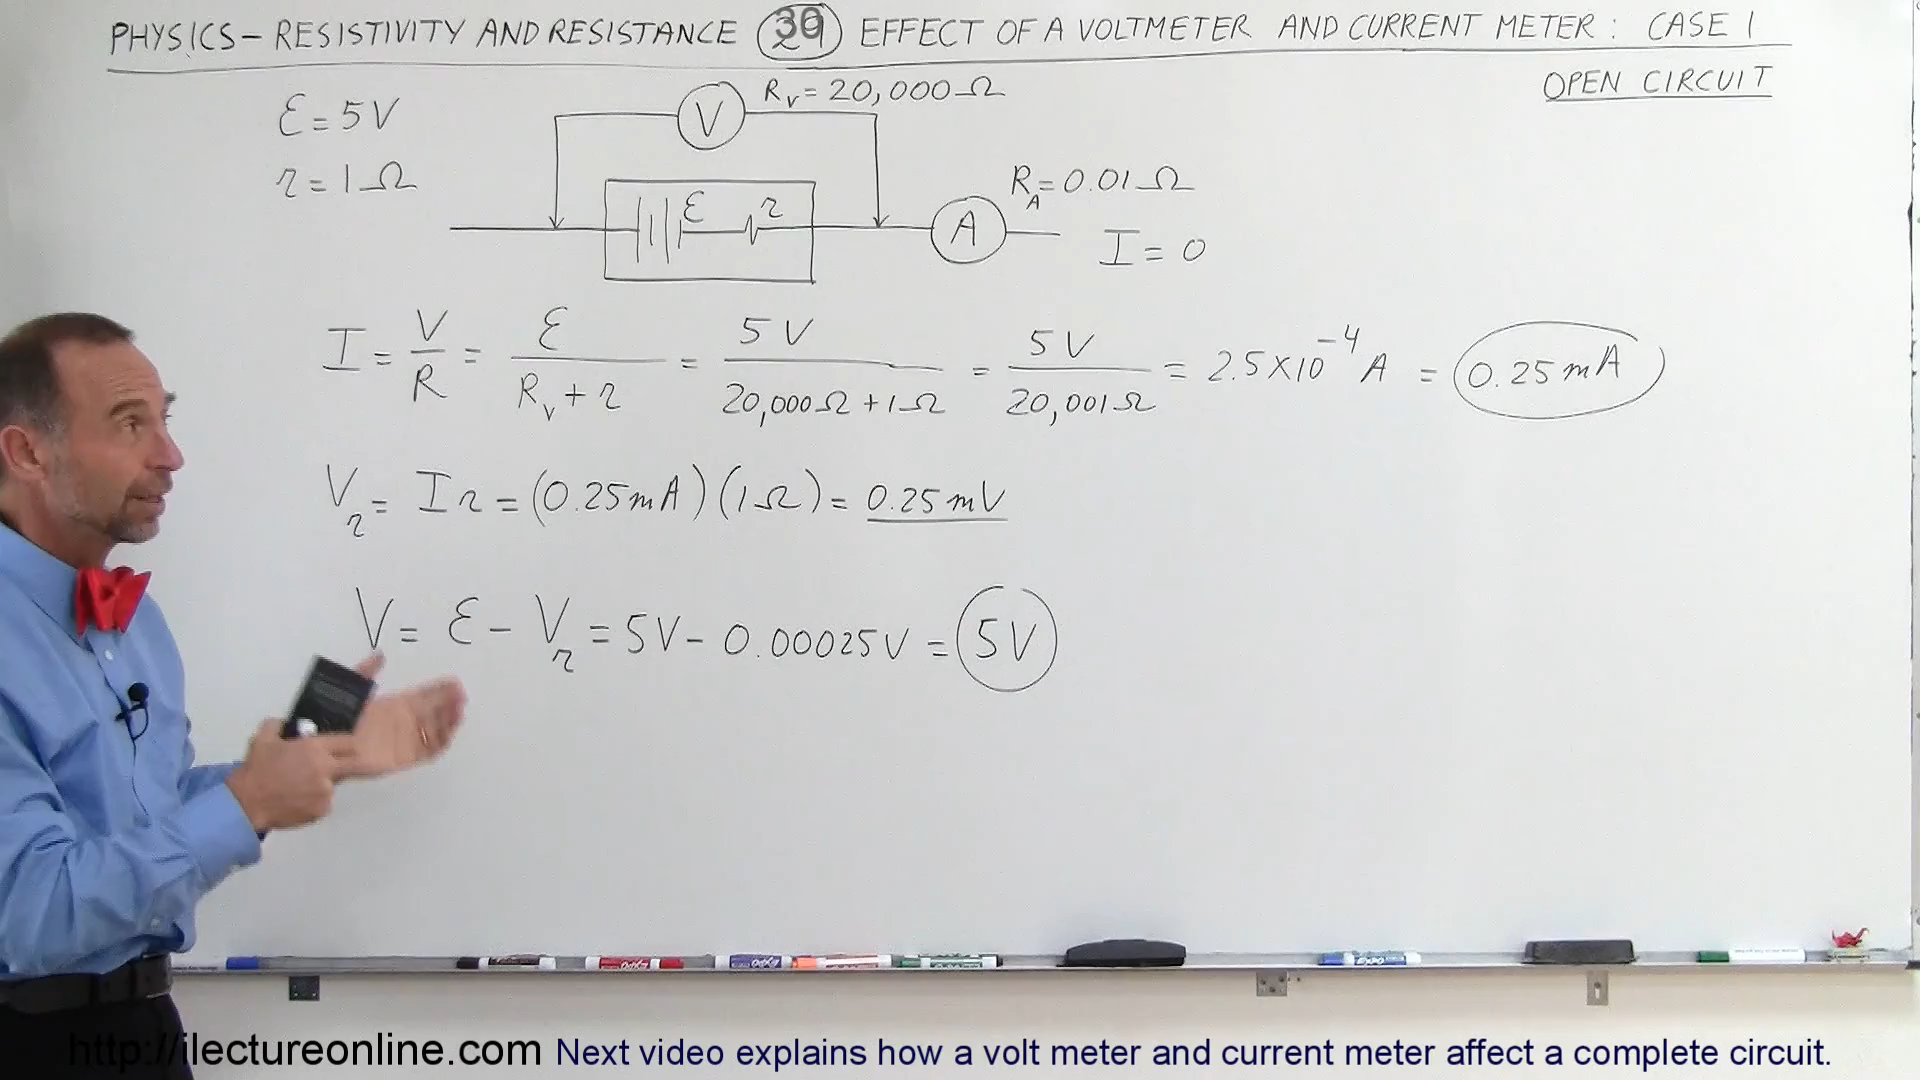 PHYSICS- RESISTIVITY AND RESISTANCE 30 EFFECT OF A VOLTMETER AND CURRENT METER: CASE 1
OPEN CIRCUIT
ℰ=5V
r=1Ω
V
Rv=20,000Ω
ℰ r
A
RA=0.01Ω
I=0
I = V/R = ℰ/(Rv+r) = 5V/(20,000Ω+1Ω) = 5V/(20,001Ω) = 2.5×10⁻⁴ A = 0.25mA
Vr = Ir = (0.25mA)(1Ω) = 0.25mV
V = ℰ - Vr = 5V - 0.00025V = 5V
EXPO
http://ilectureonline.com Next video explains how a volt meter and current meter affect a complete circuit.